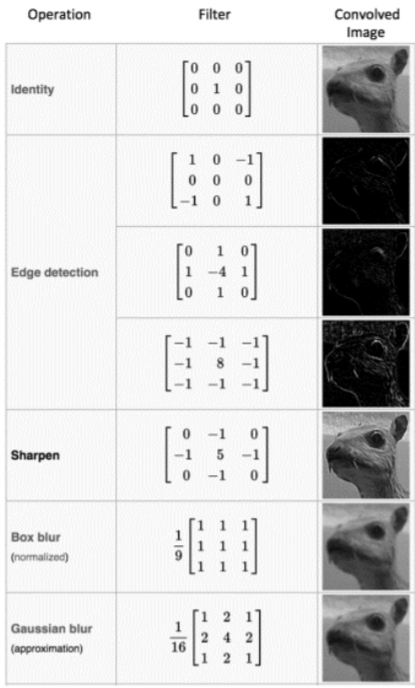 Operation Filter Convolved
Image
Identity
0 0 0
0 1 0
0 0 0
1 0 −1
0 0 0
−1 0 1
Edge detection
0 1 0
1 −4 1
0 1 0
−1 −1 −1
−1 8 −1
−1 −1 −1
Sharpen
0 −1 0
−1 5 −1
0 −1 0
Box blur
(normalized)
1/9
1 1 1
1 1 1
1 1 1
Gaussian blur
(approximation)
1/16
1 2 1
2 4 2
1 2 1